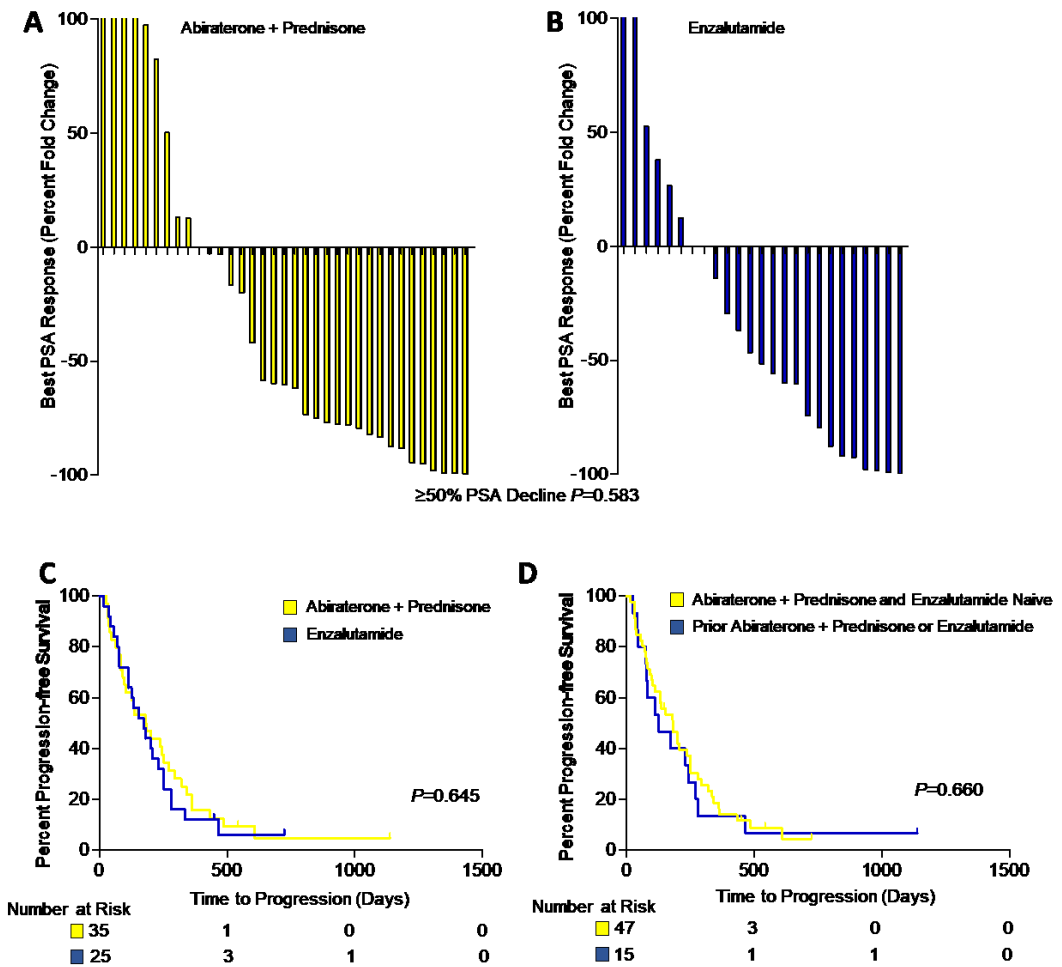 A
Abiraterone + Prednisone
Best PSA Response (Percent Fold Change)
100
50
0
-50
-100
B
Enzalutamide
Best PSA Response (Percent Fold Change)
100
50
0
-50
-100
≥50% PSA Decline P=0.583
C
Abiraterone + Prednisone
Enzalutamide
Percent Progression-free Survival
100
80
60
40
20
0
P=0.645
0 500 1000 1500
Time to Progression (Days)
Number at Risk
35 1 0 0
25 3 1 0
D
Abiraterone + Prednisone and Enzalutamide Naive
Prior Abiraterone + Prednisone or Enzalutamide
Percent Progression-free Survival
100
80
60
40
20
0
P=0.660
0 500 1000 1500
Time to Progression (Days)
Number at Risk
47 3 0 0
15 1 1 0